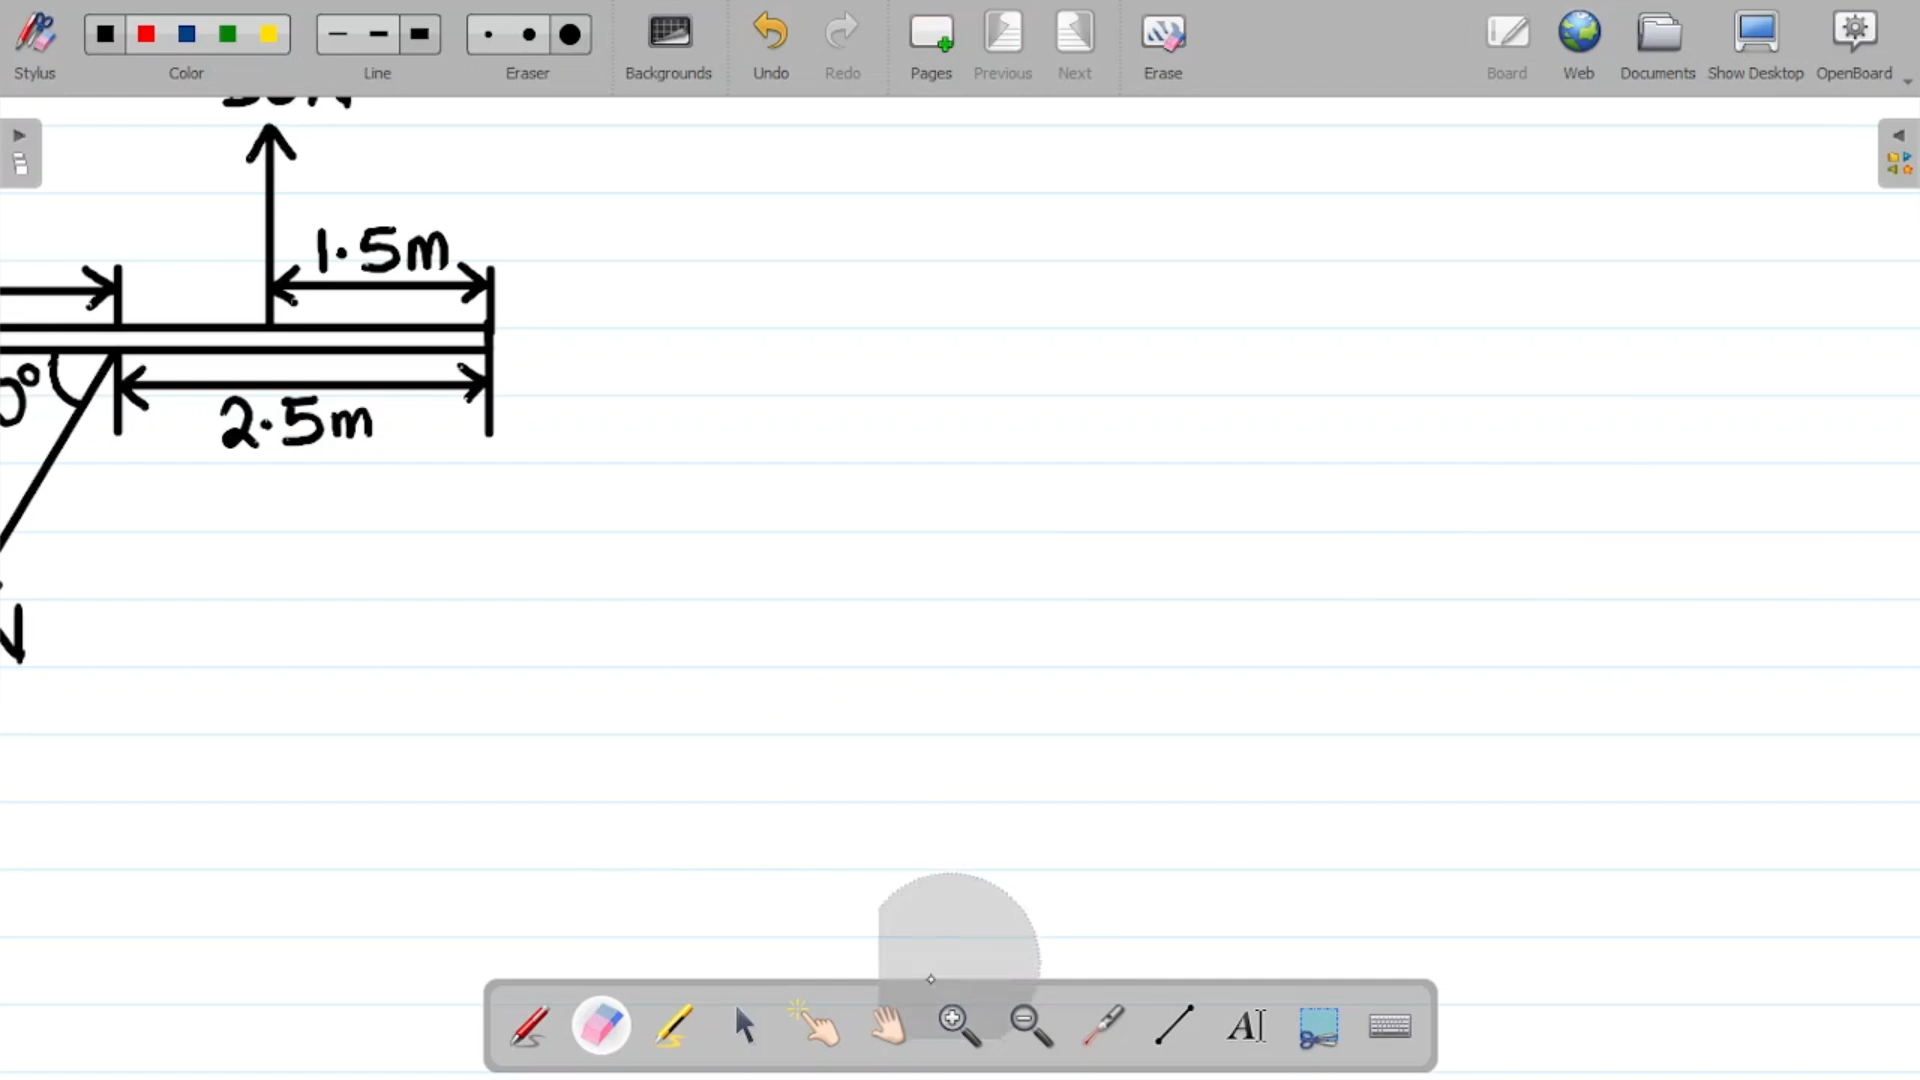 Stylus
Color
Line
Eraser
Backgrounds
Undo
Redo
Pages
Previous
Next
Erase
Board
Web
Documents
Show Desktop
OpenBoard
1.5m
2.5m
N
A